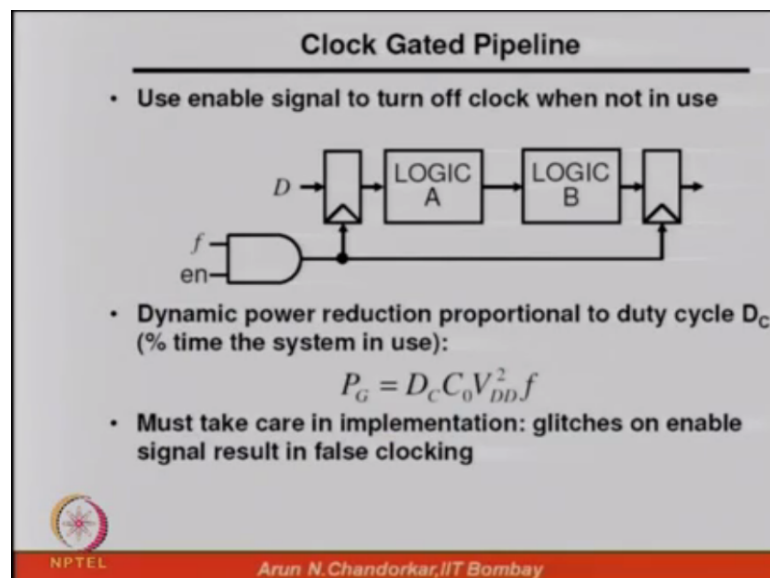 Clock Gated Pipeline
• Use enable signal to turn off clock when not in use
D
LOGIC
A
LOGIC
B
f
en
• Dynamic power reduction proportional to duty cycle D_C
(% time the system in use):
P_G = D_C C_0 V_DD^2 f
• Must take care in implementation: glitches on enable
signal result in false clocking
NPTEL
Arun N.Chandorkar,IIT Bombay